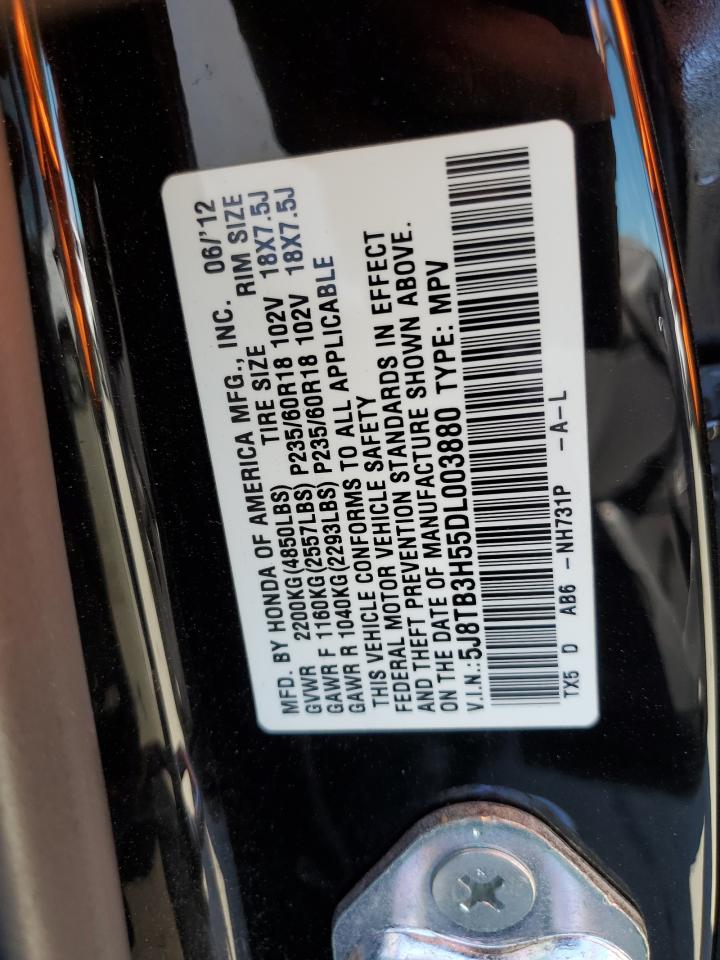 MFD. BY HONDA OF AMERICA MFG., INC. 06/'12
GVWR 2200KG(4850LBS) TIRE SIZE RIM SIZE
GAWR F 1160KG(2557LBS) P235/60R18 102V 18X7.5J
GAWR R 1040KG(2293LBS) P235/60R18 102V 18X7.5J
THIS VEHICLE CONFORMS TO ALL APPLICABLE
FEDERAL MOTOR VEHICLE SAFETY
AND THEFT PREVENTION STANDARDS IN EFFECT
ON THE DATE OF MANUFACTURE SHOWN ABOVE.
V.I.N.:5J8TB3H55DL003880 TYPE: MPV
TX5 D AB6 -NH731P -A-L